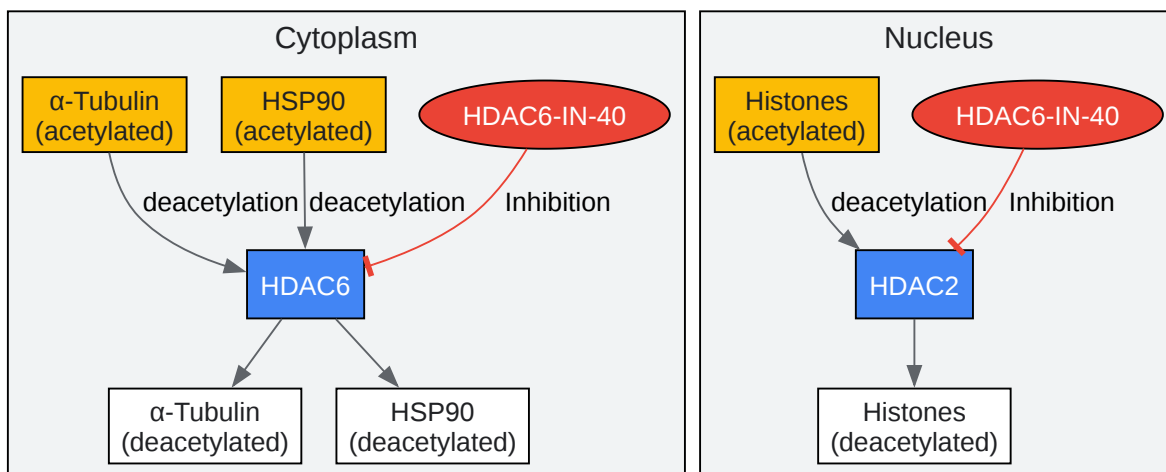 Cytoplasm
α-Tubulin
(acetylated)
HSP90
(acetylated)
HDAC6-IN-40
deacetylation
deacetylation
Inhibition
HDAC6
α-Tubulin
(deacetylated)
HSP90
(deacetylated)
Nucleus
Histones
(acetylated)
HDAC6-IN-40
deacetylation
Inhibition
HDAC2
Histones
(deacetylated)